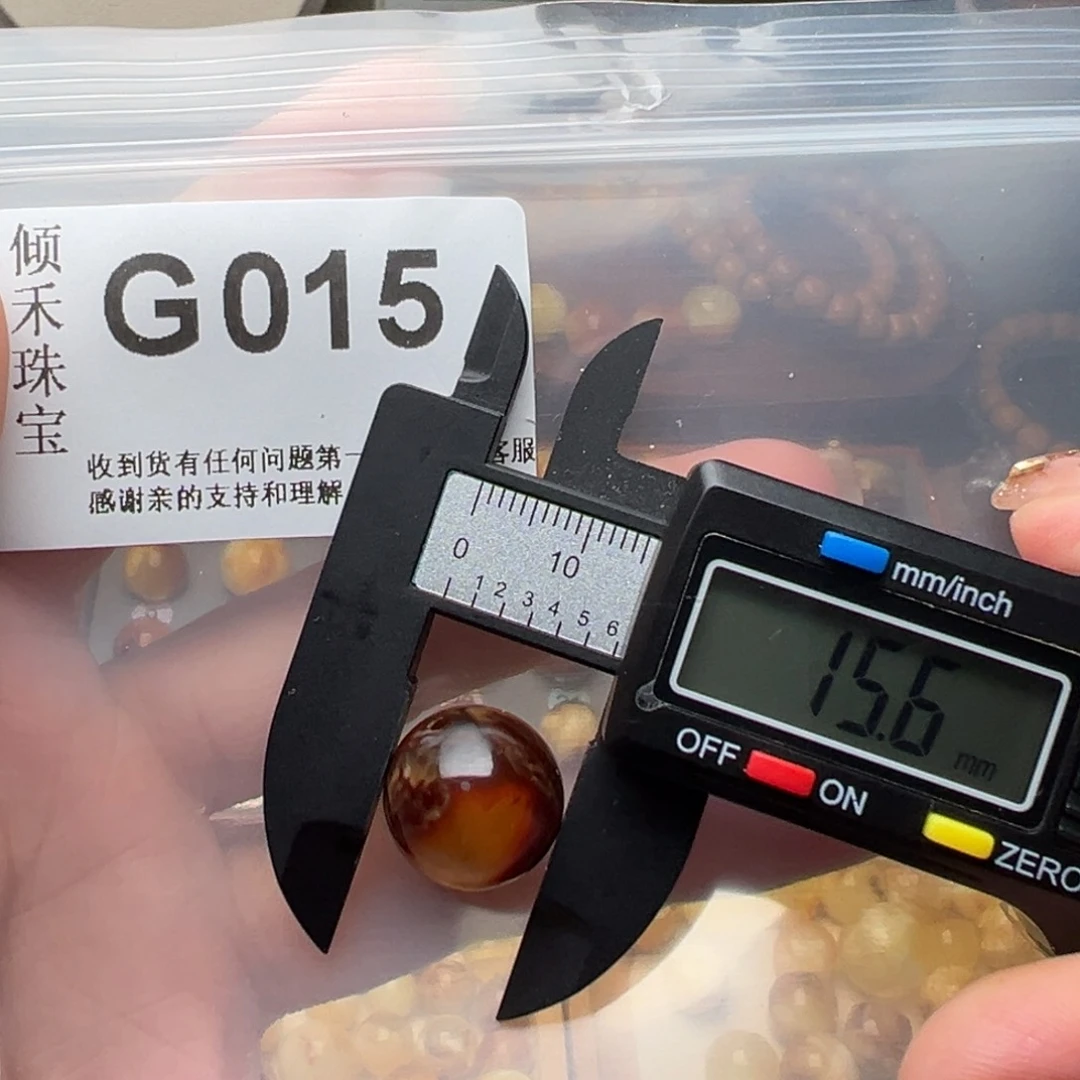 倾禾珠宝
G015
收到货有任何问题第一
客服
感谢亲的支持和理解
0 10
1 2 3 4 5 6
mm/inch
15.6 mm
OFF ON
ZERO